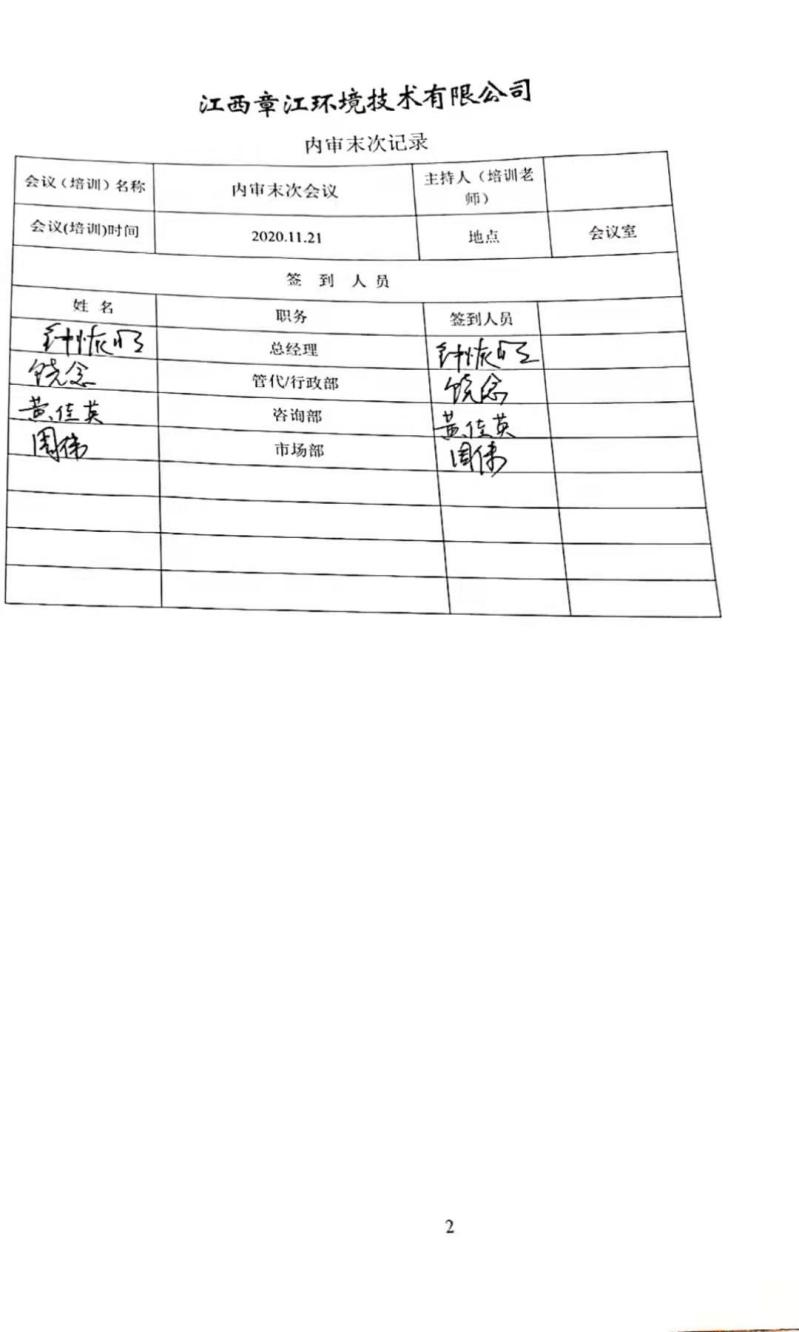 江西章江环境技术有限公司
内审末次记录
会议（培训）名称 内审末次会议 主持人（培训老师）
会议(培训)时间 2020.11.21 地点 会议室
签 到 人 员
姓 名 职务 签到人员
总经理
饶念 管代/行政部 饶念
黄佳英 咨询部 黄佳英
周伟 市场部 周伟
2